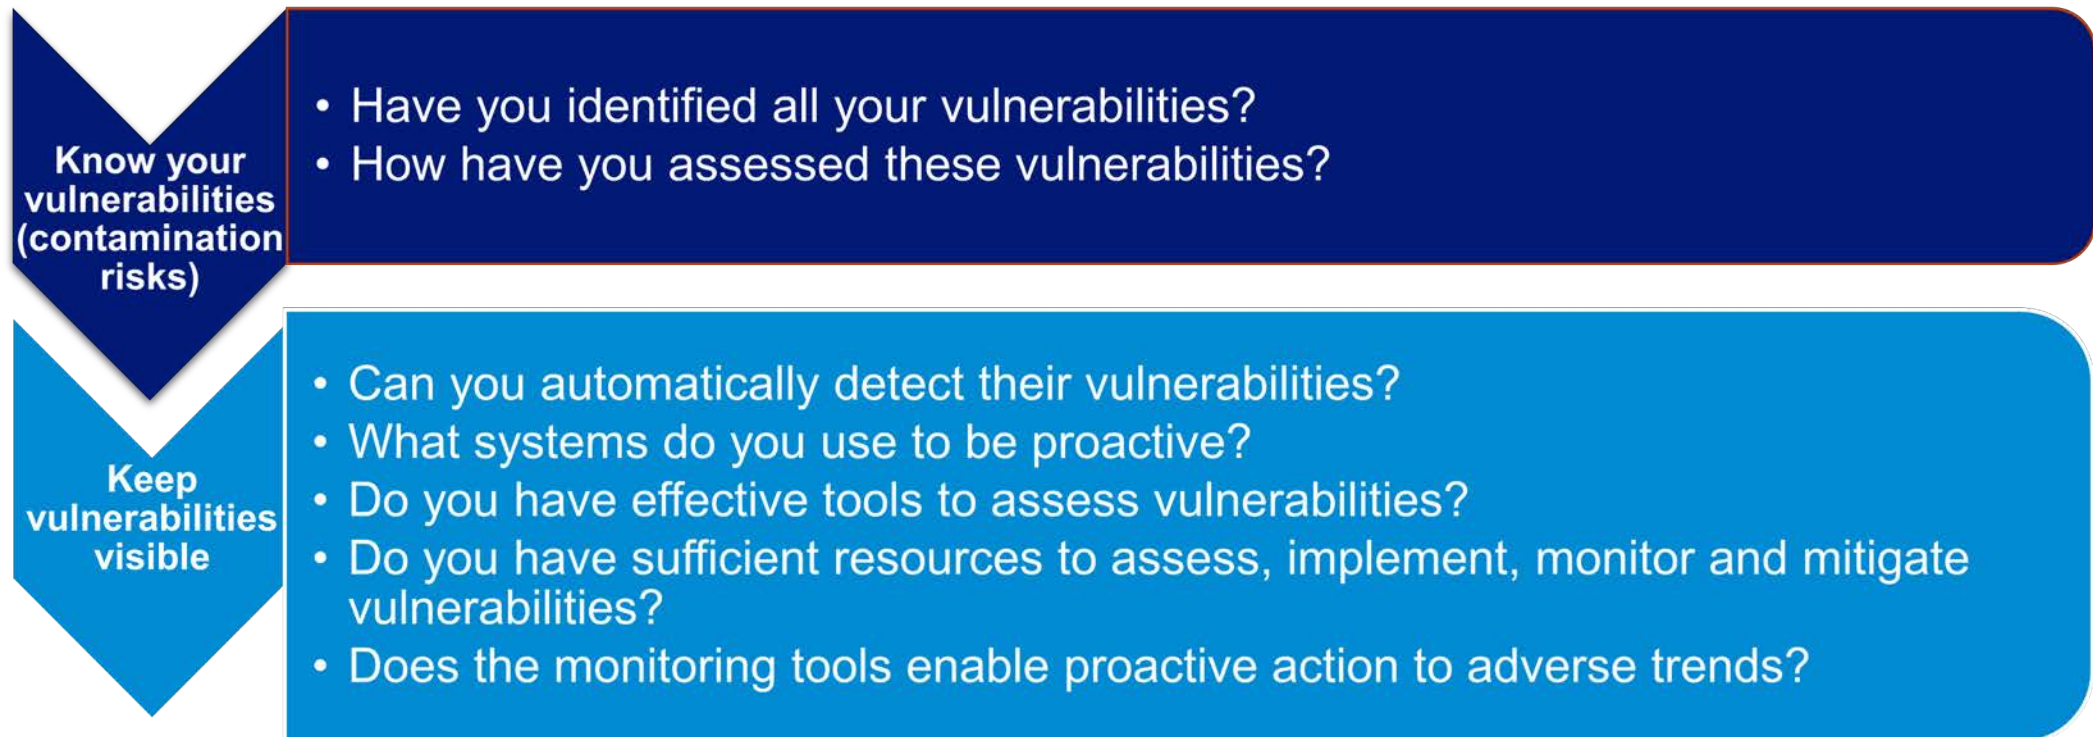 Know your
vulnerabilities
(contamination
risks)
• Have you identified all your vulnerabilities?
• How have you assessed these vulnerabilities?
Keep
vulnerabilities
visible
• Can you automatically detect their vulnerabilities?
• What systems do you use to be proactive?
• Do you have effective tools to assess vulnerabilities?
• Do you have sufficient resources to assess, implement, monitor and mitigate
vulnerabilities?
• Does the monitoring tools enable proactive action to adverse trends?